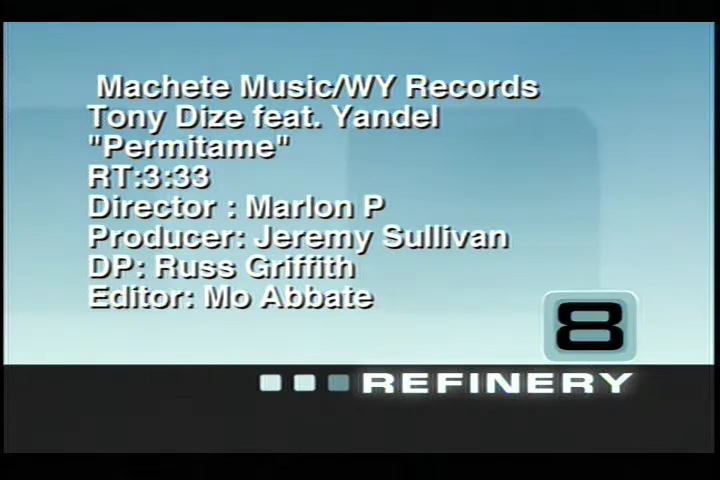 Machete Music/WY Records
Tony Dize feat. Yandel
"Permitame"
RT:3:33
Director : Marlon P
Producer: Jeremy Sullivan
DP: Russ Griffith
Editor: Mo Abbate
8
REFINERY